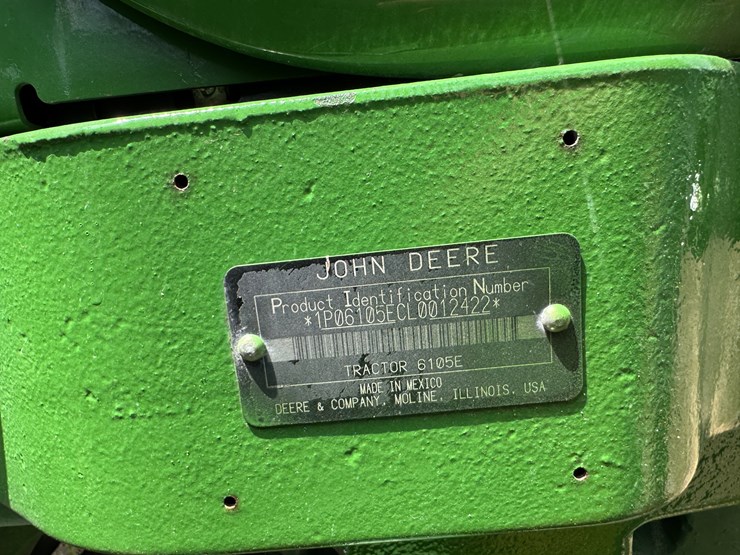 JOHN DEERE
Product Identification Number
*1P06105ECL0012422*
TRACTOR 6105E
MADE IN MEXICO
DEERE & COMPANY, MOLINE, ILLINOIS, USA